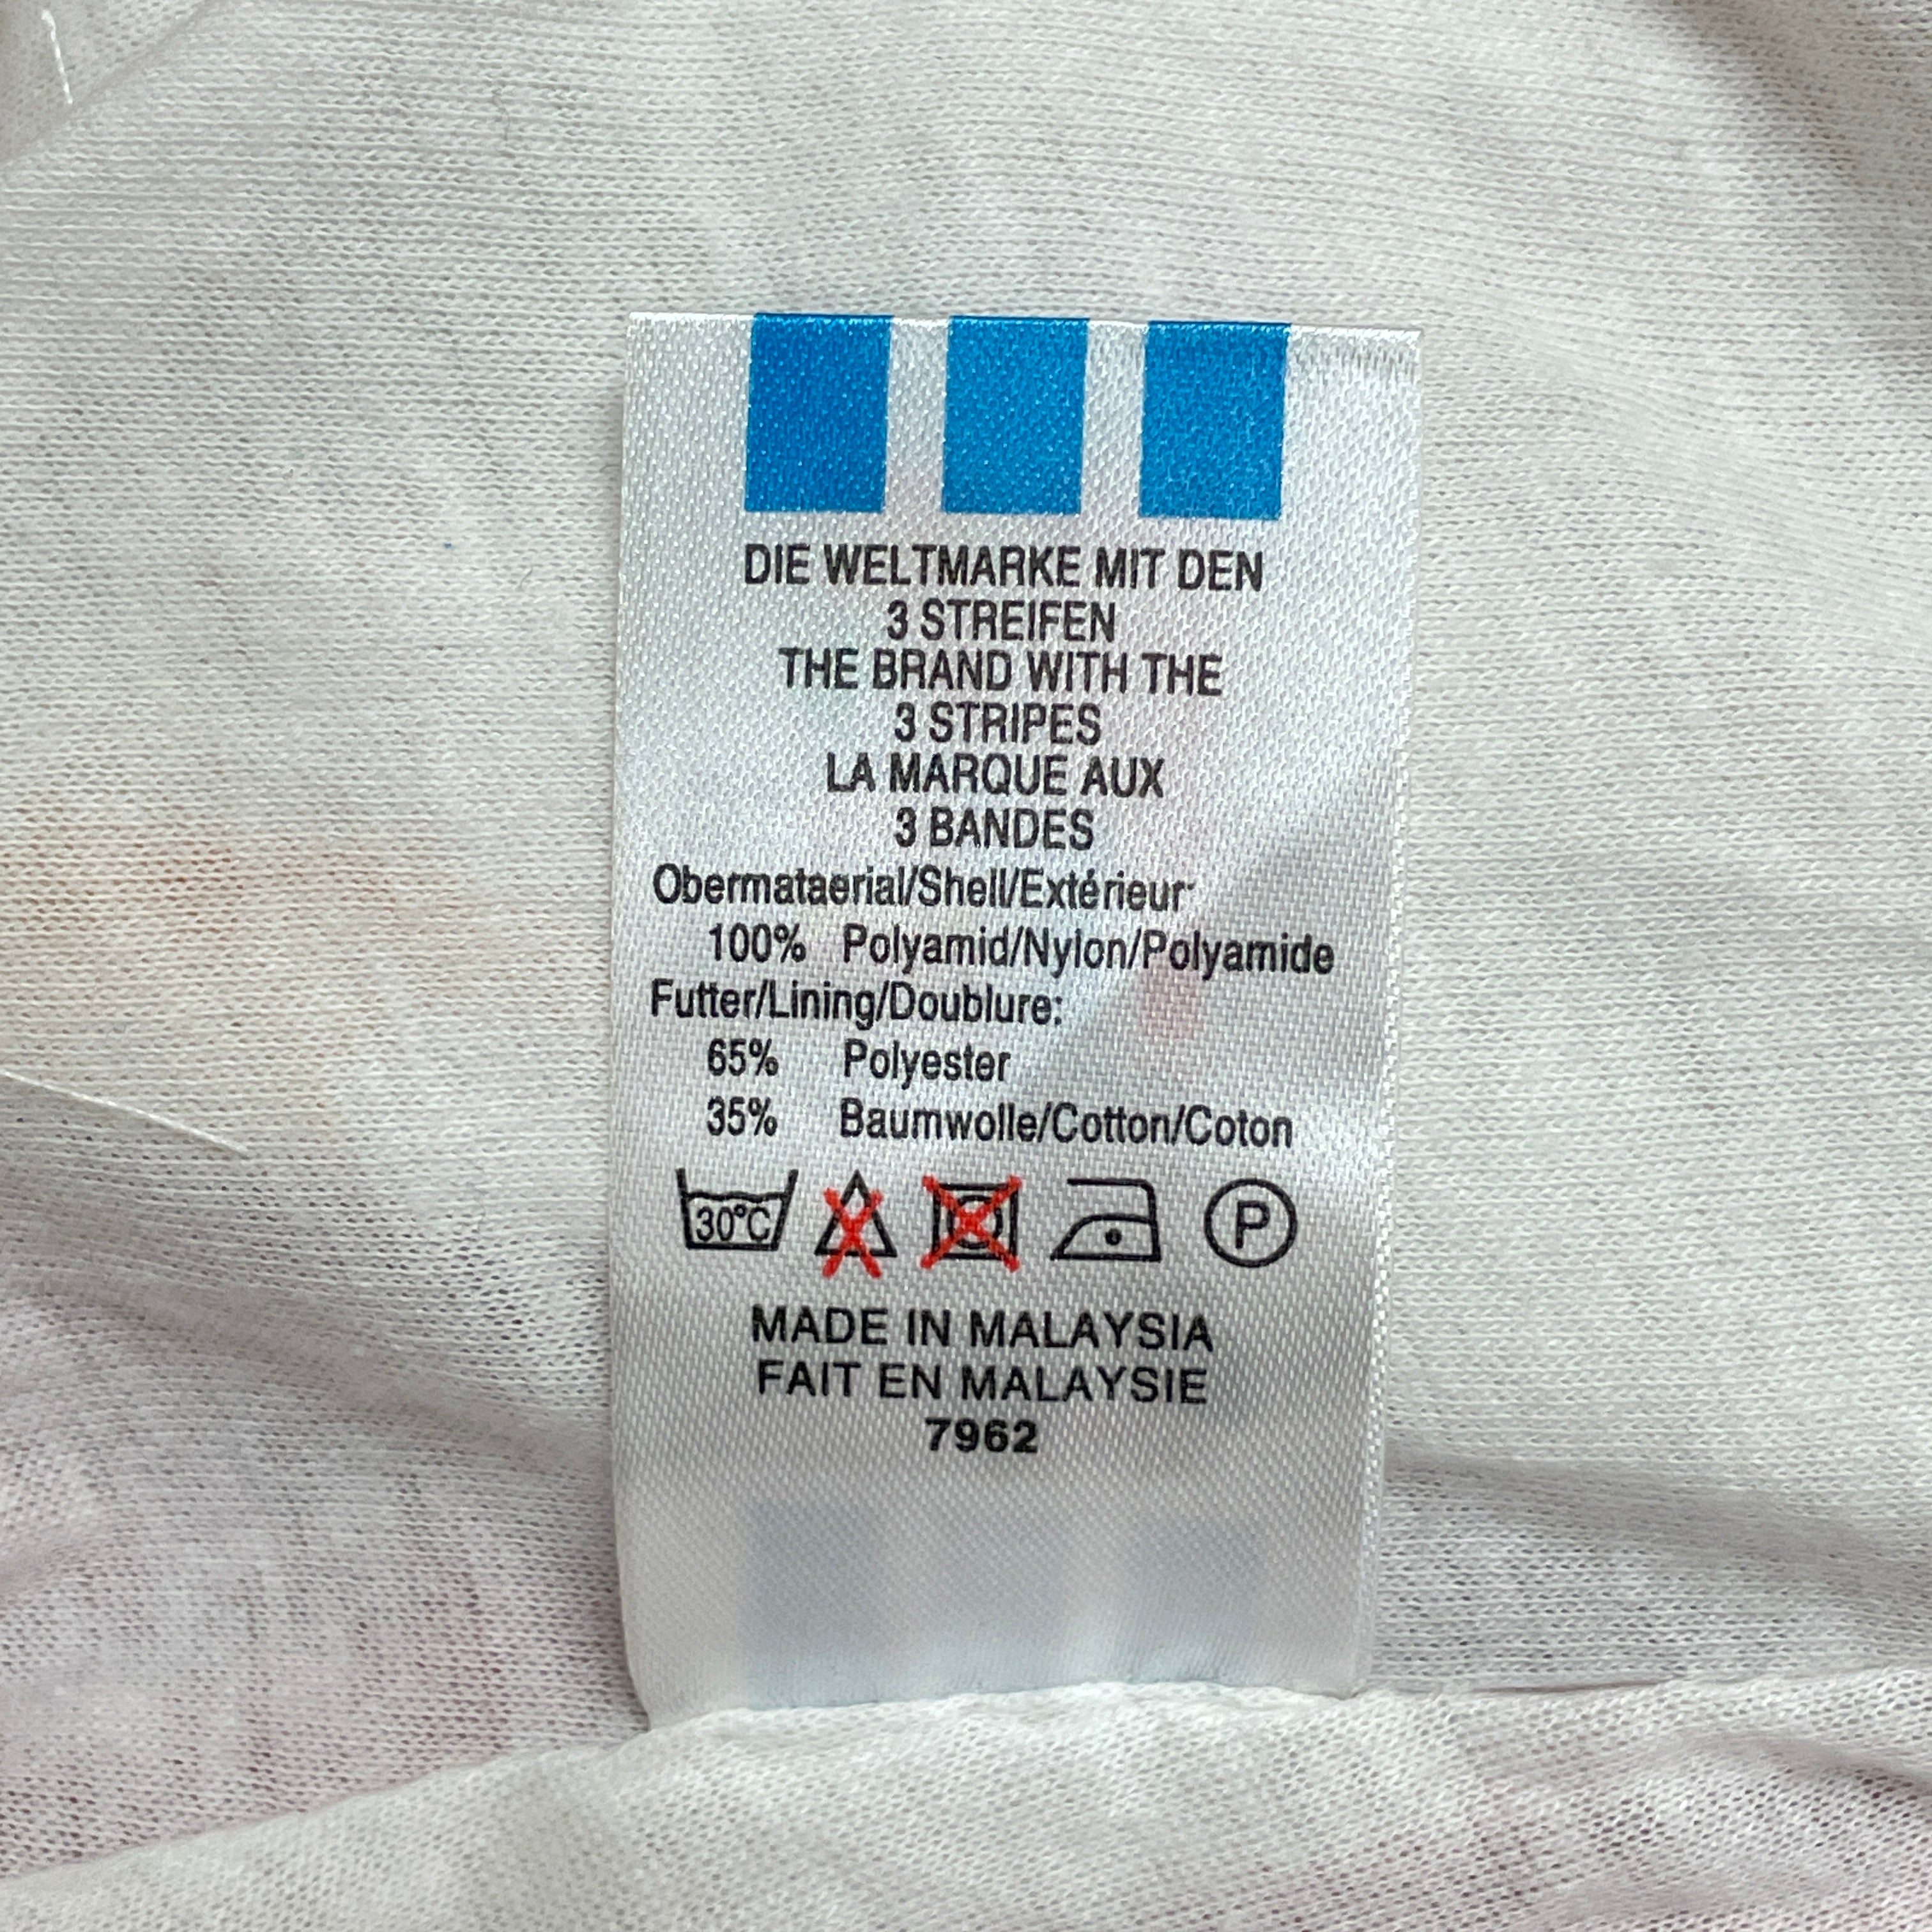 DIE WELTMARKE MIT DEN
3 STREIFEN
THE BRAND WITH THE
3 STRIPES
LA MARQUE AUX
3 BANDES
Obermataerial/Shell/Extérieur:
100% Polyamid/Nylon/Polyamide
Futter/Lining/Doublure:
65% Polyester
35% Baumwolle/Cotton/Coton
30°C P
MADE IN MALAYSIA
FAIT EN MALAYSIE
7962